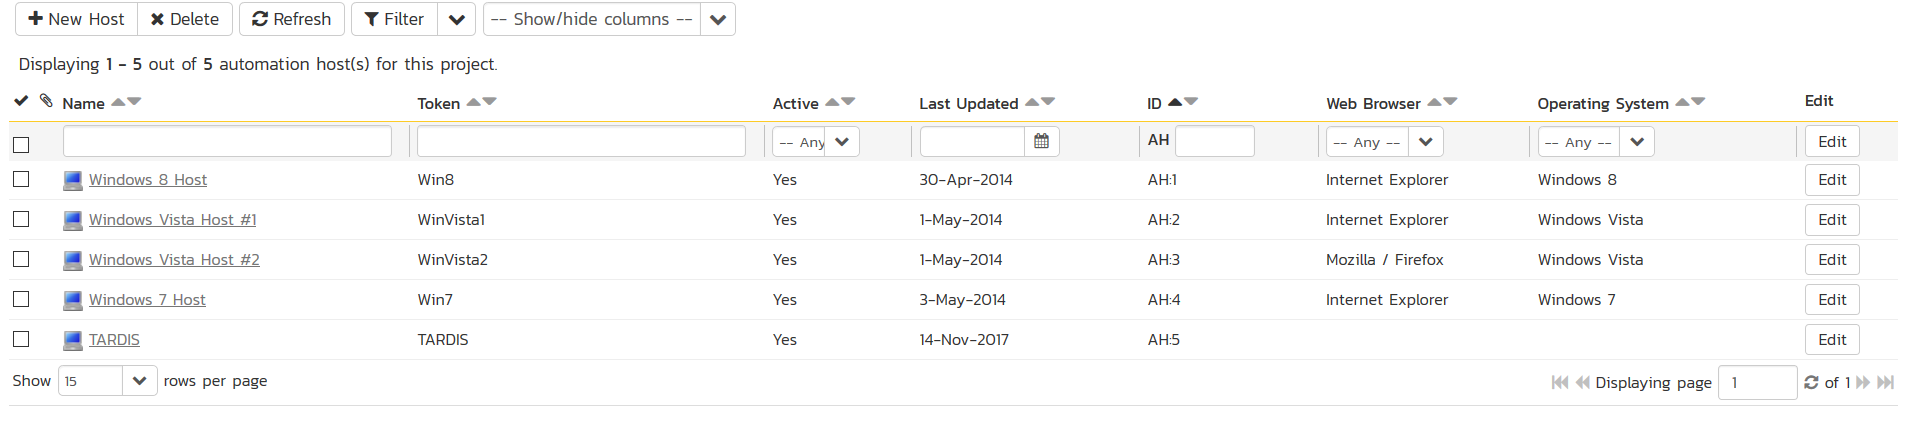 New Host Delete Refresh Filter -- Show/hide columns --
Displaying 1 - 5 out of 5 automation host(s) for this project.
Name Token Active Last Updated ID Web Browser Operating System Edit
-- Any AH -- Any -- -- Any -- Edit
Windows 8 Host Win8 Yes 30-Apr-2014 AH:1 Internet Explorer Windows 8 Edit
Windows Vista Host #1 WinVista1 Yes 1-May-2014 AH:2 Internet Explorer Windows Vista Edit
Windows Vista Host #2 WinVista2 Yes 1-May-2014 AH:3 Mozilla / Firefox Windows Vista Edit
Windows 7 Host Win7 Yes 3-May-2014 AH:4 Internet Explorer Windows 7 Edit
TARDIS TARDIS Yes 14-Nov-2017 AH:5 Edit
Show 15 rows per page Displaying page 1 of 1